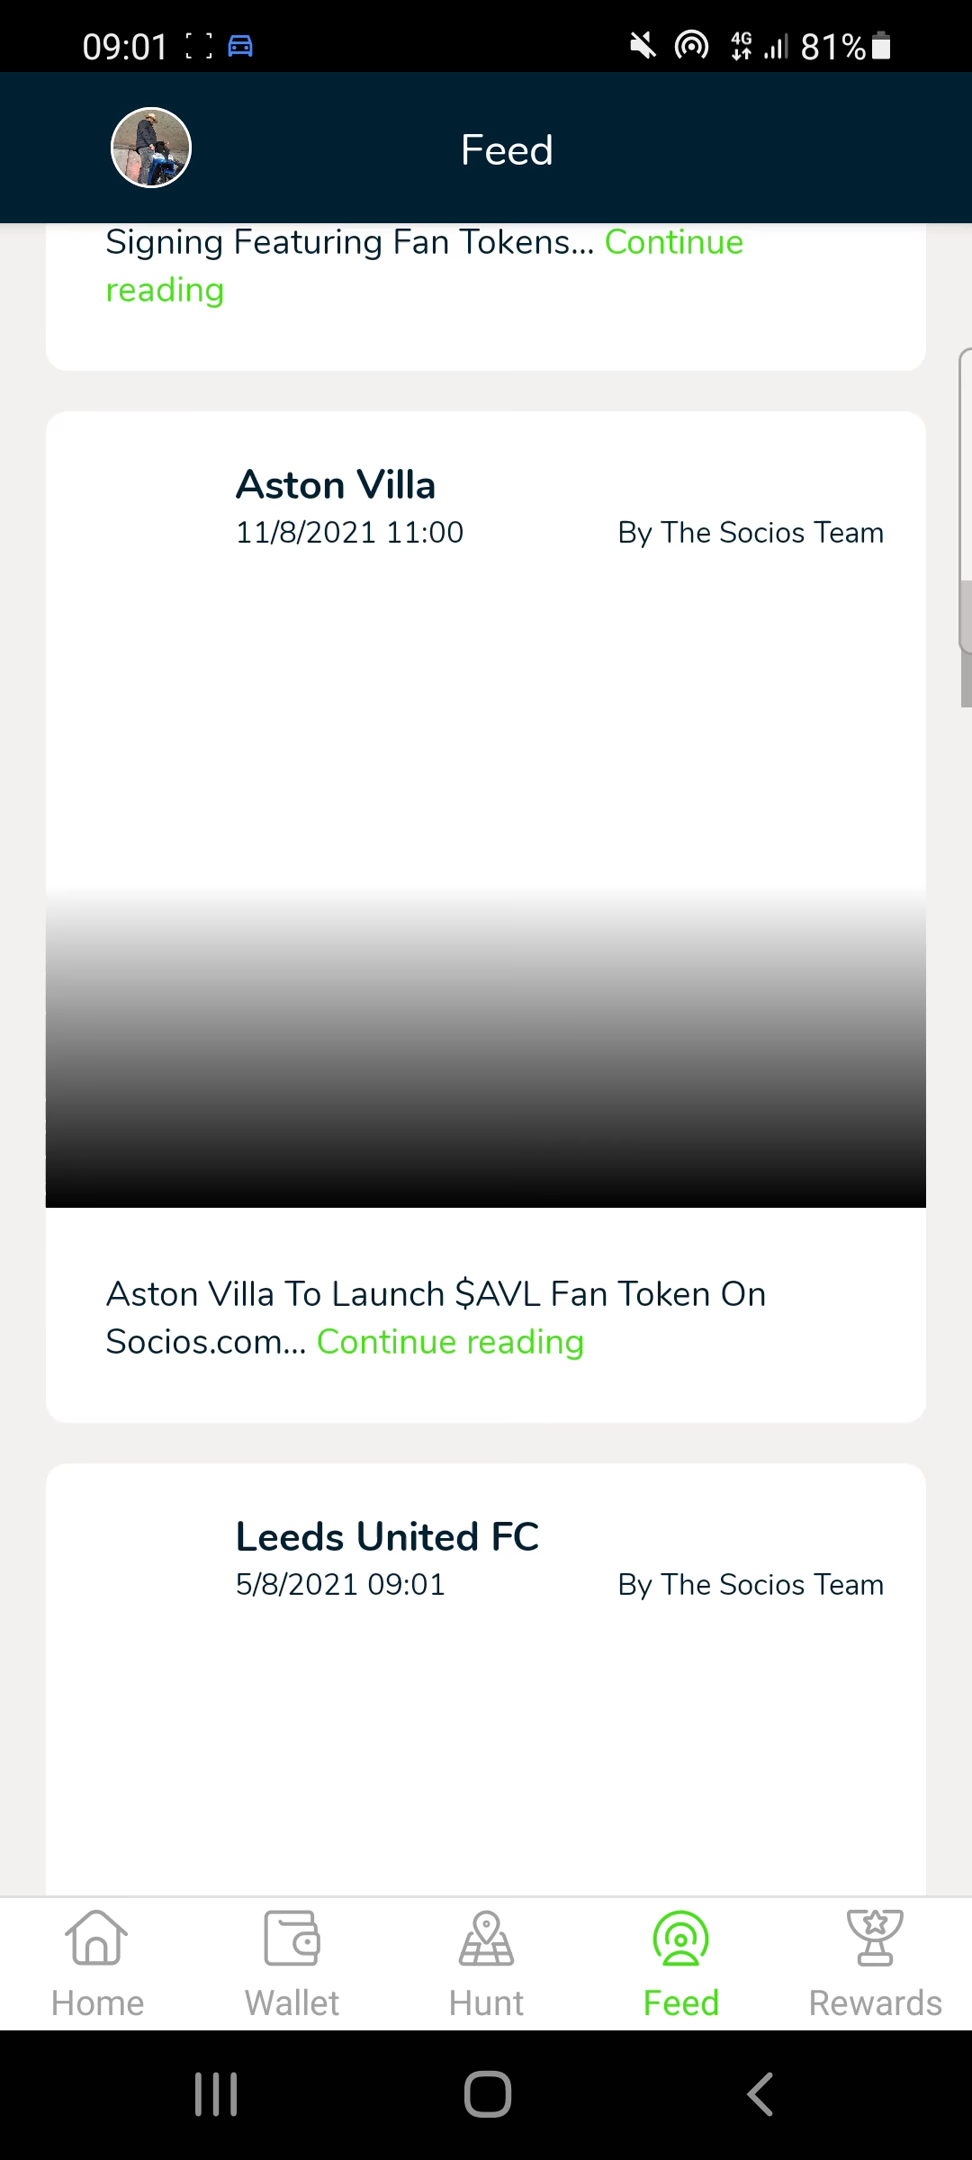 09:01
4G
81%
Feed
Signing Featuring Fan Tokens... Continue
reading
Aston Villa
11/8/2021 11:00
By The Socios Team
Aston Villa To Launch $AVL Fan Token On
Socios.com... Continue reading
Leeds United FC
5/8/2021 09:01
By The Socios Team
Home
Wallet
Hunt
Feed
Rewards